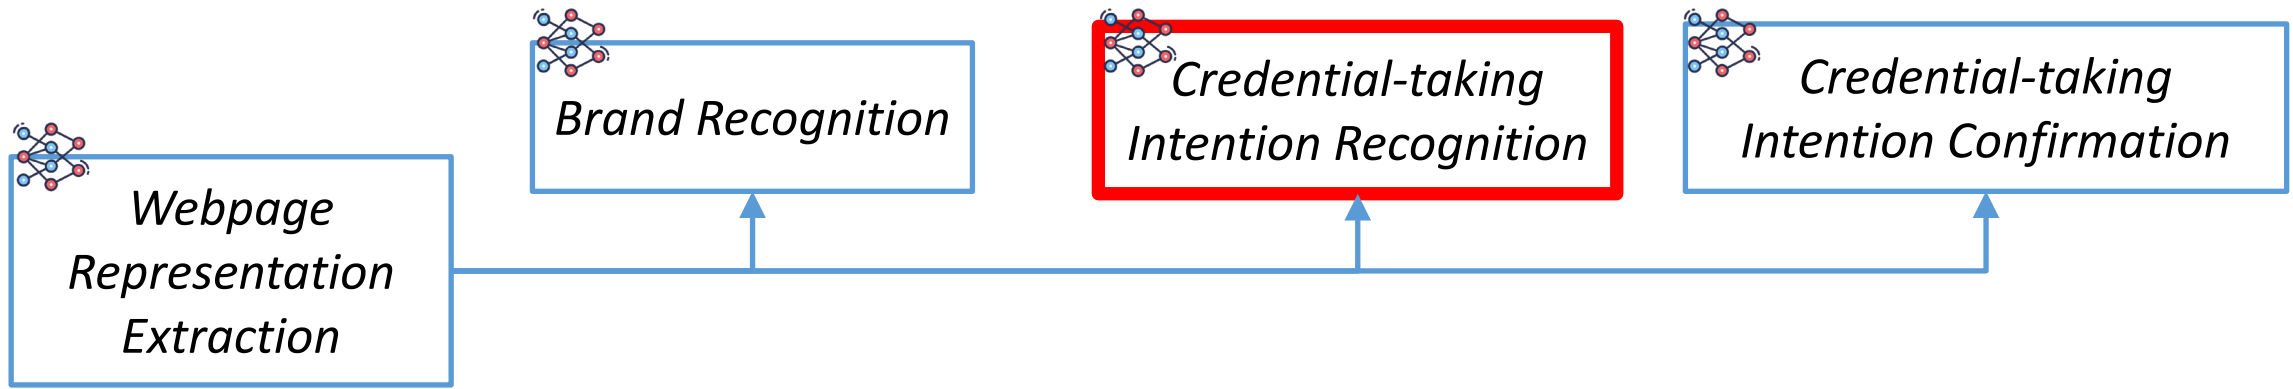 Webpage
Representation
Extraction
Brand Recognition
Credential-taking
Intention Recognition
Credential-taking
Intention Confirmation